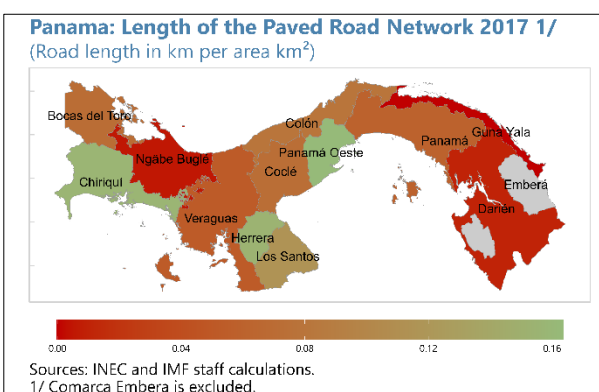 Panama: Length of the Paved Road Network 2017 1/
(Road length in km per area km²)
Bocas del Toro
Colón
Guna Yala
Panamá
Ngäbe Buglé
Panamá Oeste
Coclé
Chiriquí
Emberá
Darién
Veraguas
Herrera
Los Santos
0.00 0.04 0.08 0.12 0.16
Sources: INEC and IMF staff calculations.
1/ Comarca Embera is excluded.